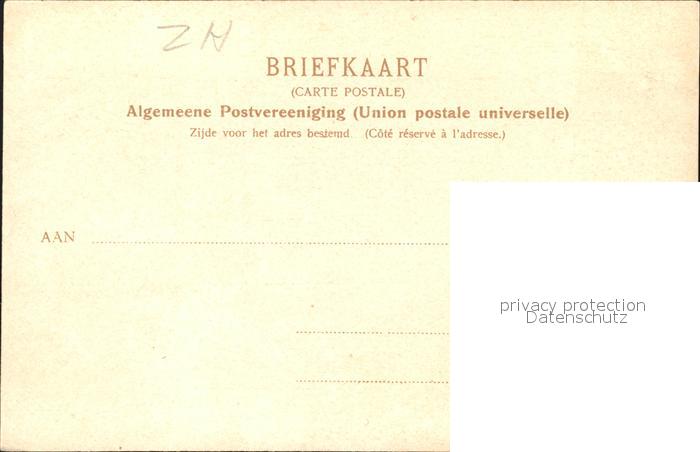 ZH
BRIEFKAART
(CARTE POSTALE)
Algemeene Postvereeniging (Union postale universelle)
Zijde voor het adres bestemd. (Côté réservé à l'adresse.)
AAN
privacy protection
Datenschutz